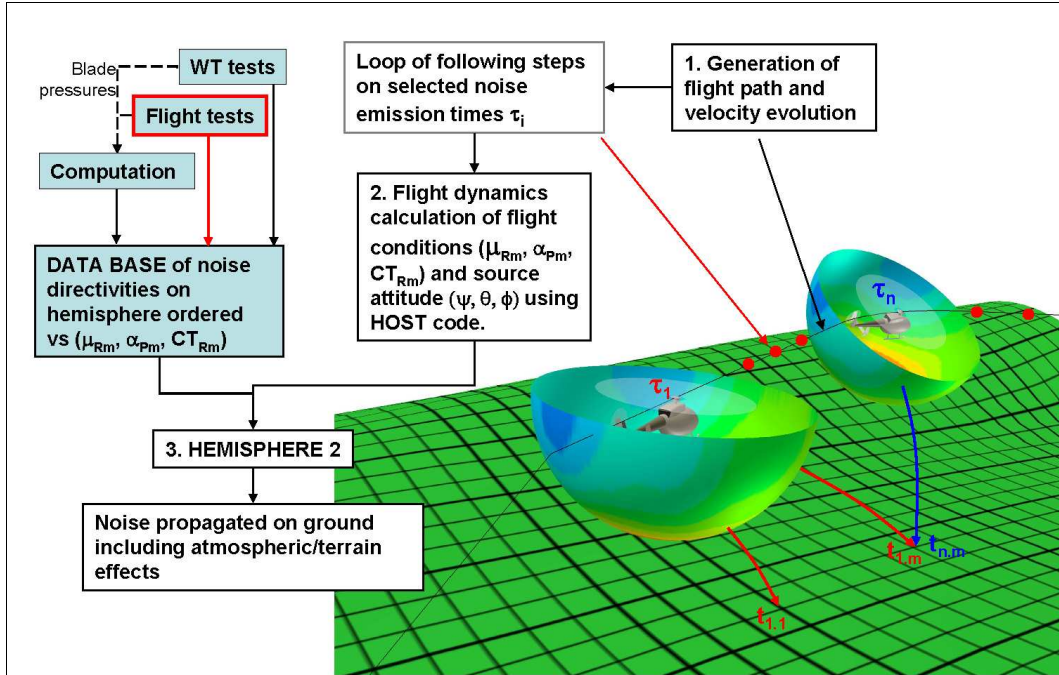 Blade
pressures
WT tests
Flight tests
Computation
DATA BASE of noise
directivities on
hemisphere ordered
vs (μRm, αPm, CTRm)
Loop of following steps
on selected noise
emission times τi
1. Generation of
flight path and
velocity evolution
2. Flight dynamics
calculation of flight
conditions (μRm, αPm,
CTRm) and source
attitude (ψ, θ, ϕ) using
HOST code.
3. HEMISPHERE 2
Noise propagated on ground
including atmospheric/terrain
effects
τ1
τn
t1.m
tn.m
t1.1